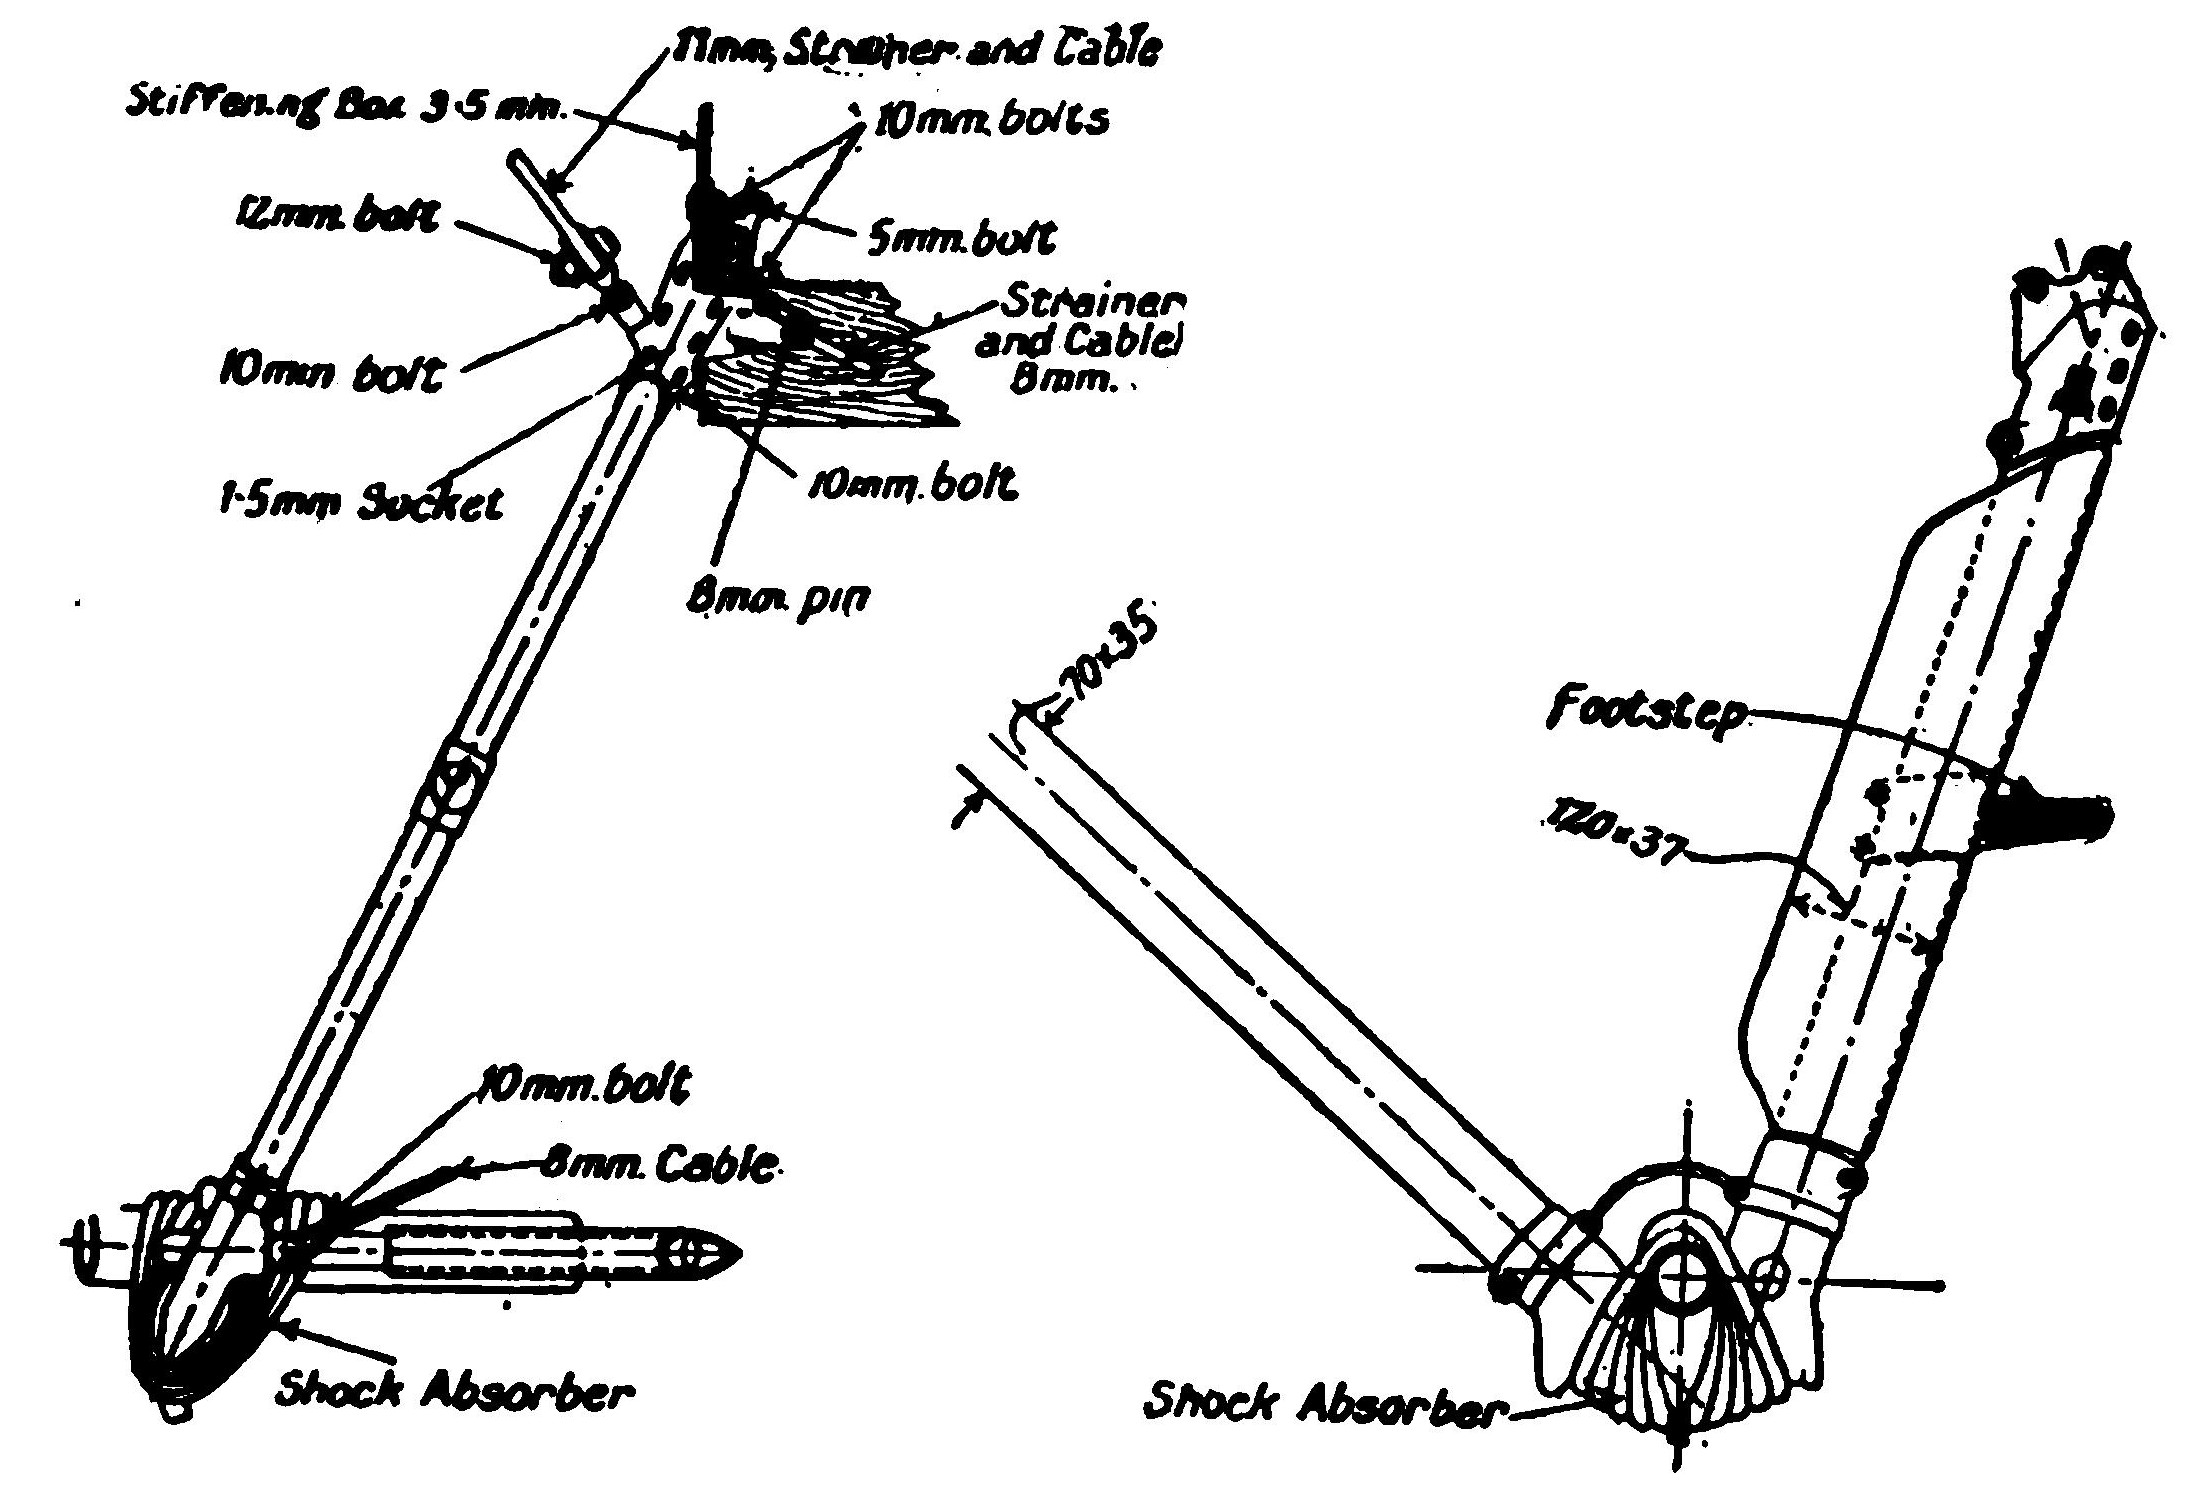 11mm, Strainer and Cable
Stiffening Box 3·5 mm.
10mm. bolts
12mm. bolt
5mm. bolt
Strainer
and Cable
8mm.
10mm bolt
1·5mm Socket
10mm. bolt
8mm. pin
70×35
Footstep
120×37
10mm. bolt
8mm. Cable.
Shock Absorber
Shock Absorber